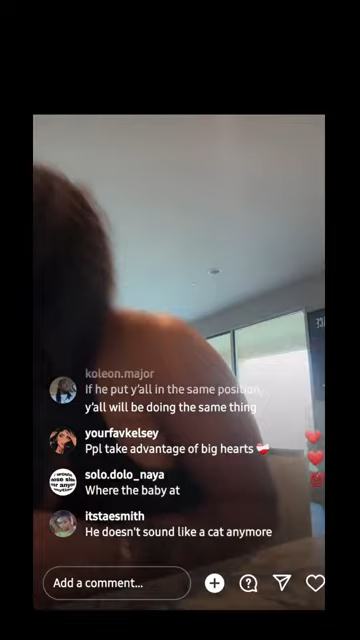 koleon.major
If he put y'all in the same position,
y'all will be doing the same thing
yourfavkelsey
Ppl take advantage of big hearts ❤️‍🩹
solo.dolo_naya
Where the baby at
itstaesmith
He doesn't sound like a cat anymore
Add a comment...